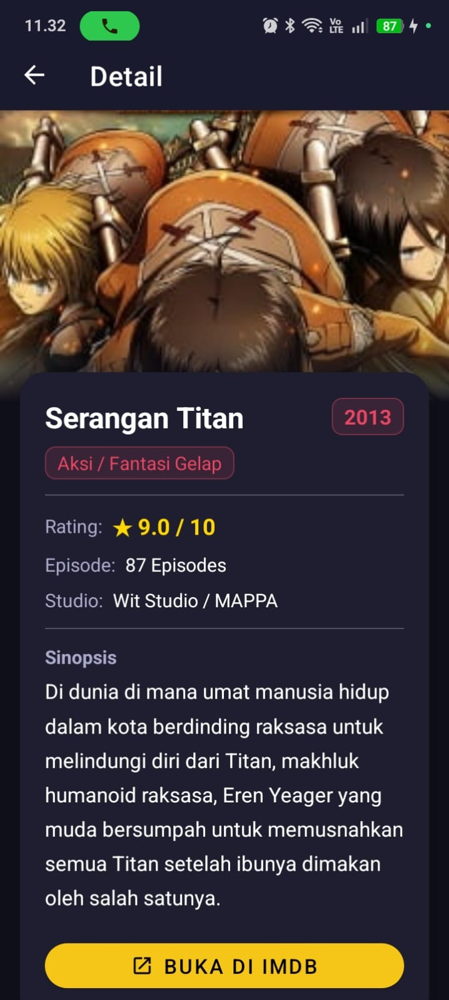 11.32
Vo
LTE
87
Detail
Serangan Titan
2013
Aksi / Fantasi Gelap
Rating: ★ 9.0 / 10
Episode: 87 Episodes
Studio: Wit Studio / MAPPA
Sinopsis
Di dunia di mana umat manusia hidup
dalam kota berdinding raksasa untuk
melindungi diri dari Titan, makhluk
humanoid raksasa, Eren Yeager yang
muda bersumpah untuk memusnahkan
semua Titan setelah ibunya dimakan
oleh salah satunya.
BUKA DI IMDB